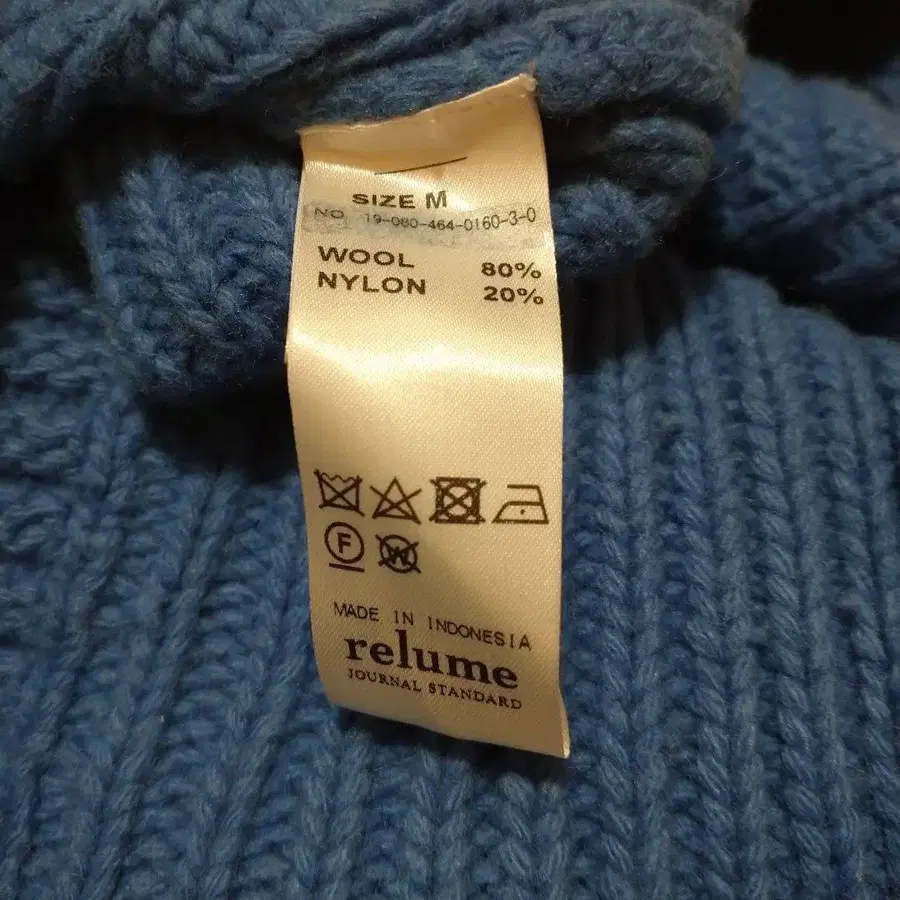 SIZE M
NO 19-080-464-0160-3-0
WOOL 80%
NYLON 20%
F
W
MADE IN INDONESIA
relume
JOURNAL STANDARD